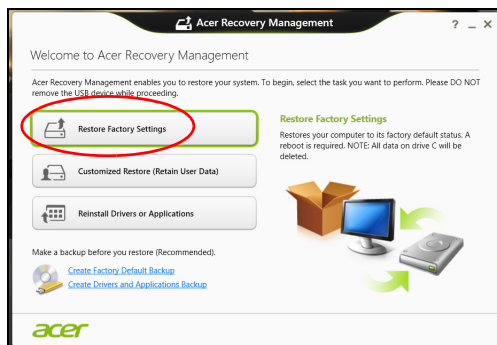 Acer Recovery Management
? _ X
Welcome to Acer Recovery Management
Acer Recovery Management enables you to restore your system. To begin, select the task you want to perform. Please DO NOT
remove the USB device while proceeding.
Restore Factory Settings
Restore Factory Settings
Restores your computer to its factory default status. A
reboot is required. NOTE: All data on drive C will be
deleted.
Customized Restore (Retain User Data)
Reinstall Drivers or Applications
Make a backup before you restore (Recommended).
Create Factory Default Backup
Create Drivers and Applications Backup
acer